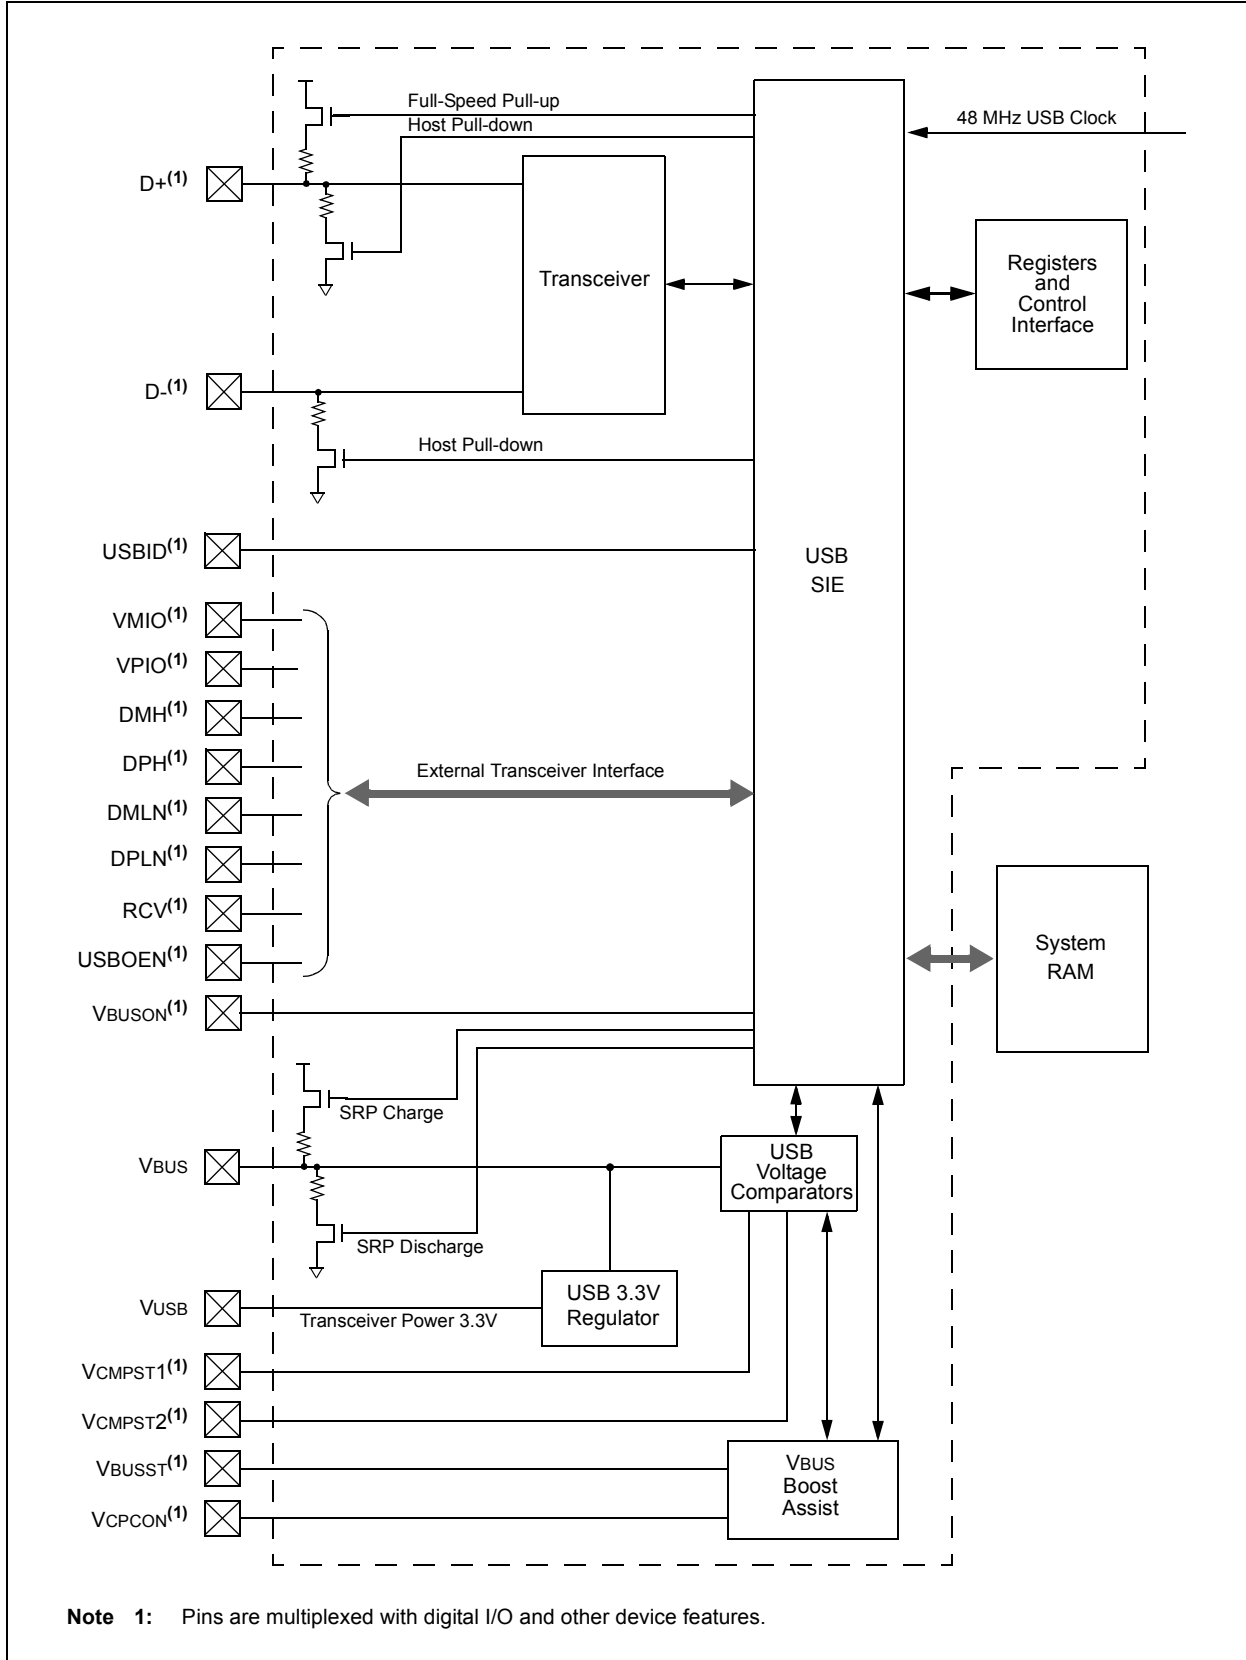 Full-Speed Pull-up
Host Pull-down
48 MHz USB Clock
D+(1)
Transceiver
Registers
and
Control
Interface
D-(1)
Host Pull-down
USBID(1)
USB
SIE
VMIO(1)
VPIO(1)
DMH(1)
DPH(1)
External Transceiver Interface
DMLN(1)
DPLN(1)
RCV(1)
System
RAM
USBOEN(1)
VBUSON(1)
SRP Charge
VBUS
USB
Voltage
Comparators
SRP Discharge
VUSB
Transceiver Power 3.3V
USB 3.3V
Regulator
VCMPST1(1)
VCMPST2(1)
VBUSST(1)
VBUS
Boost
Assist
VCPCON(1)
Note 1: Pins are multiplexed with digital I/O and other device features.